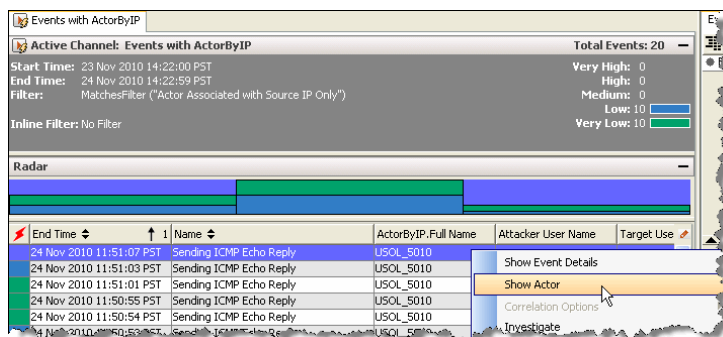 Events with ActorByIP
Active Channel: Events with ActorByIP Total Events: 20
Start Time: 23 Nov 2010 14:22:00 PST Very High: 0
End Time: 24 Nov 2010 14:22:59 PST High: 0
Filter: MatchesFilter ("Actor Associated with Source IP Only") Medium: 0
Low: 10
Inline Filter: No Filter Very Low: 10
Radar
End Time 1 Name ActorByIP.Full Name Attacker User Name Target Use
24 Nov 2010 11:51:07 PST Sending ICMP Echo Reply USOL_5010
24 Nov 2010 11:51:03 PST Sending ICMP Echo Reply USOL_5010
24 Nov 2010 11:51:01 PST Sending ICMP Echo Reply USOL_5010
24 Nov 2010 11:50:55 PST Sending ICMP Echo Reply USOL_5010
24 Nov 2010 11:50:54 PST Sending ICMP Echo Reply USOL_5010
Show Event Details
Show Actor
Correlation Options
Investigate